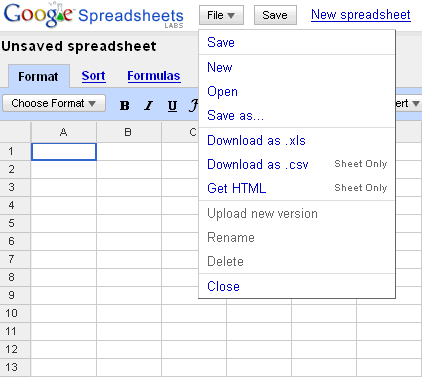 Google Spreadsheets LABS File Save New spreadsheet
Unsaved spreadsheet
Format Sort Formulas
Choose Format B I U
A B C
1
2
3
4
5
6
7
8
9
10
11
12
13
Save
New
Open
Save as...
Download as .xls
Download as .csv Sheet Only
Get HTML Sheet Only
Upload new version
Rename
Delete
Close